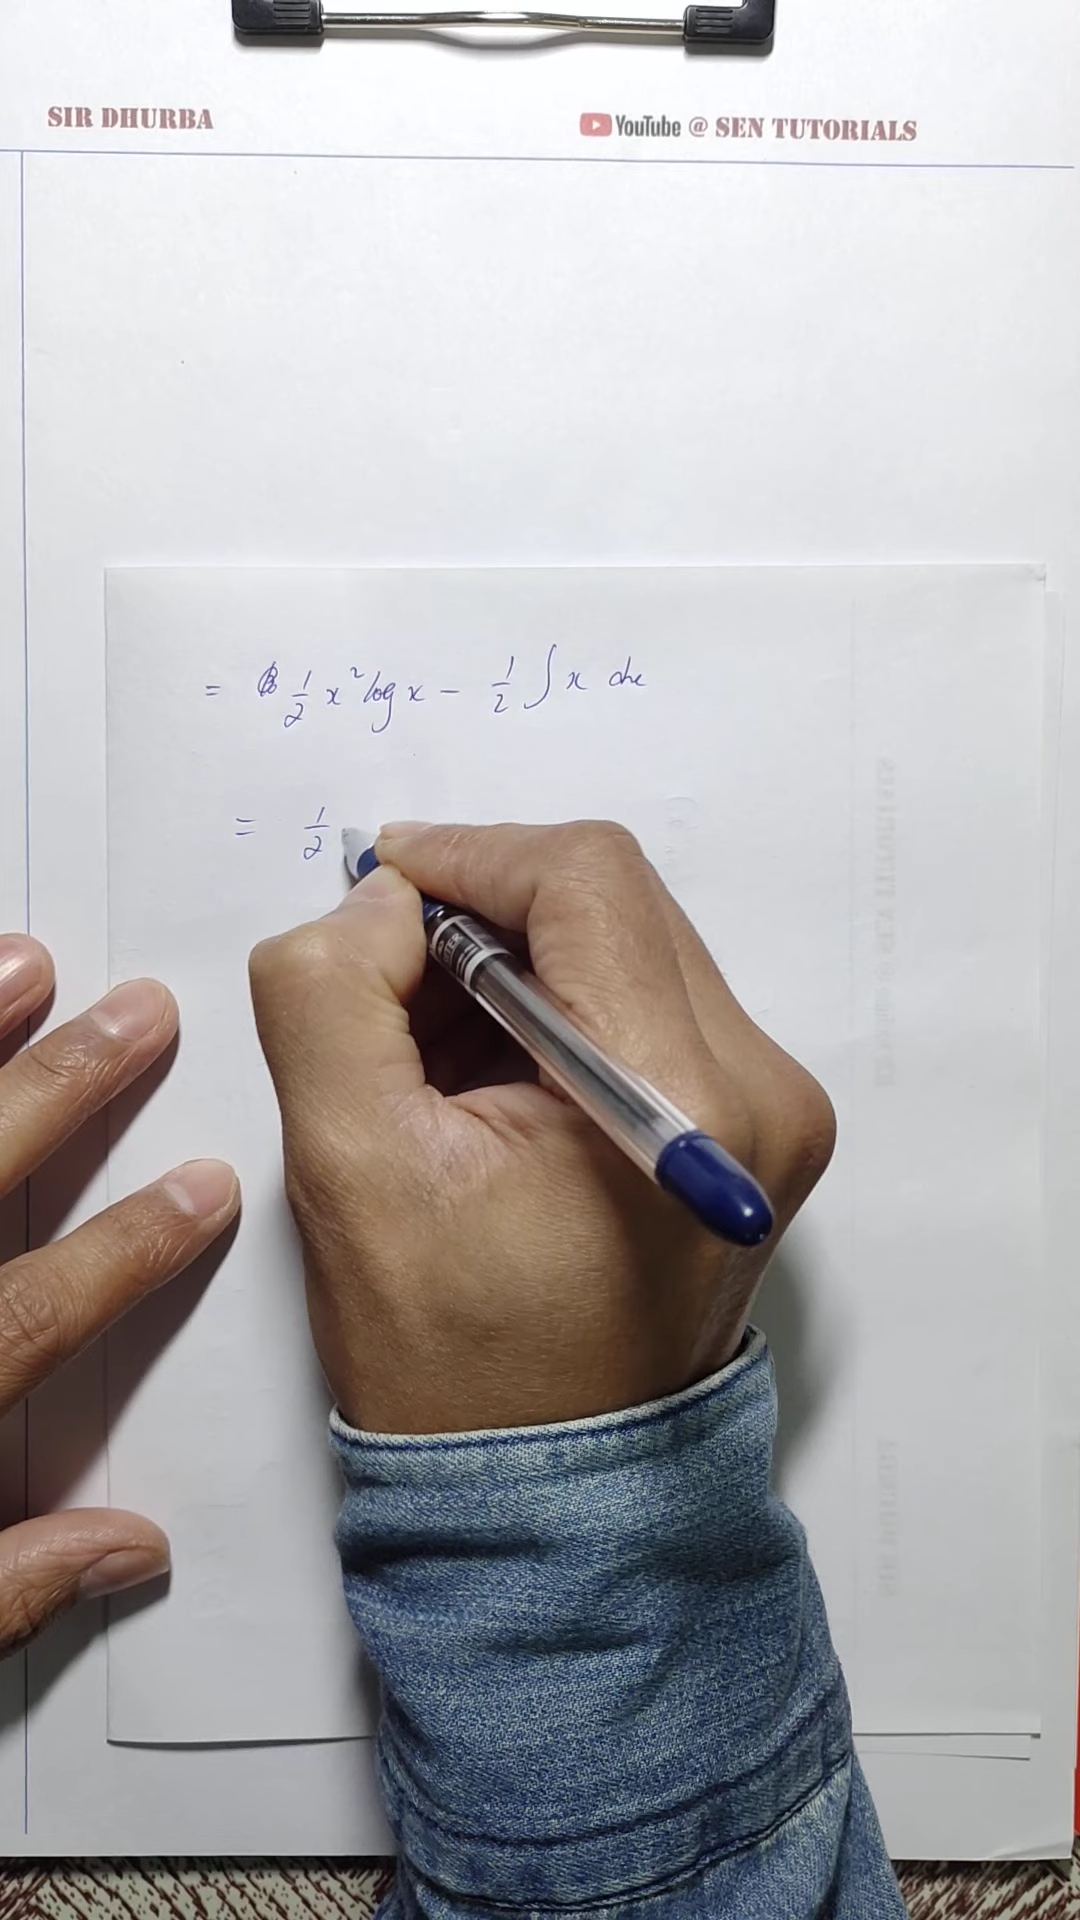 SIR DHURBA
YouTube @ SEN TUTORIALS
= 1/2 x² log x - 1/2 ∫ x dx
= 1/2